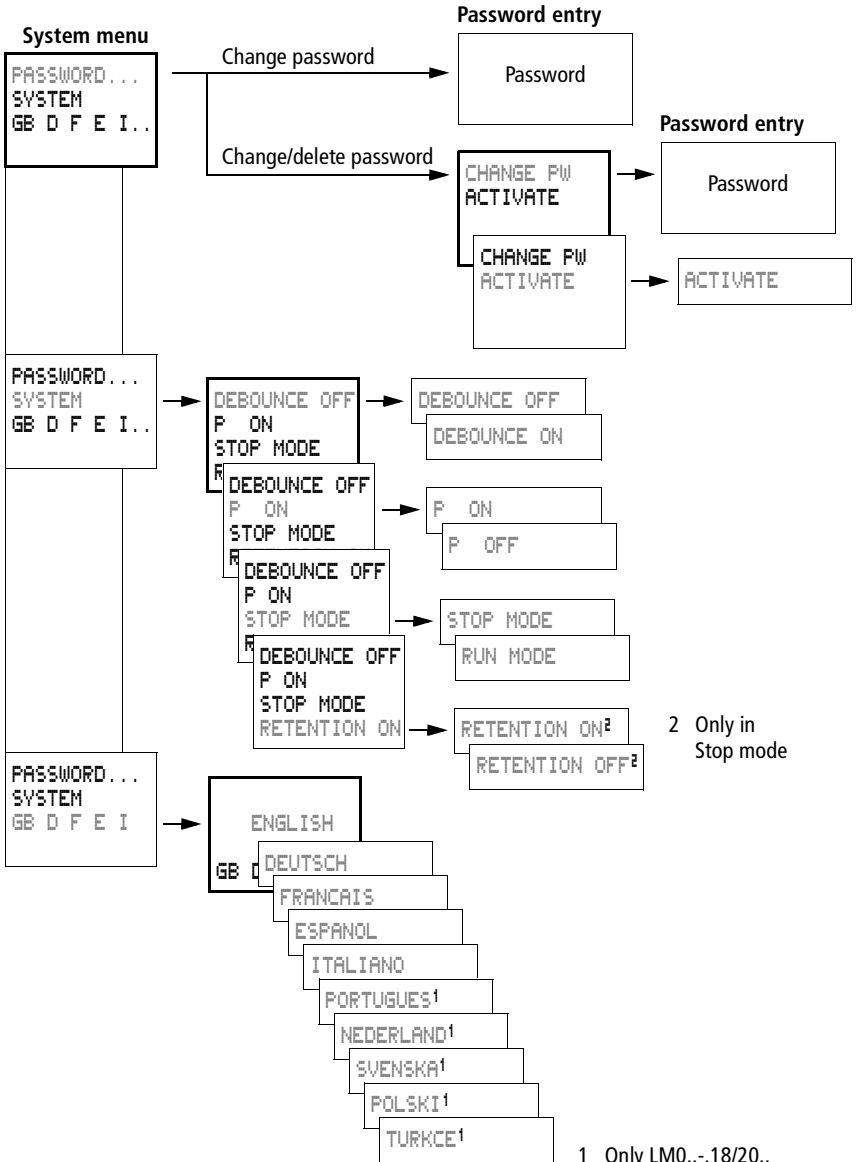 System menu
PASSWORD...
SYSTEM
GB D F E I..
Change password
Password entry
Password
Change/delete password
CHANGE PW
ACTIVATE
Password entry
Password
CHANGE PW
ACTIVATE
ACTIVATE
PASSWORD...
SYSTEM
GB D F E I..
DEBOUNCE OFF
P ON
STOP MODE
DEBOUNCE OFF
DEBOUNCE ON
DEBOUNCE OFF
P ON
STOP MODE
P ON
P OFF
DEBOUNCE OFF
P ON
STOP MODE
STOP MODE
RUN MODE
DEBOUNCE OFF
P ON
STOP MODE
RETENTION ON
RETENTION ON2
RETENTION OFF2
2 Only in
Stop mode
PASSWORD...
SYSTEM
GB D F E I
ENGLISH
GB D
DEUTSCH
FRANCAIS
ESPANOL
ITALIANO
PORTUGUES1
NEDERLAND1
SVENSKA1
POLSKI1
TURKCE1
1 Only LM0..-.18/20..